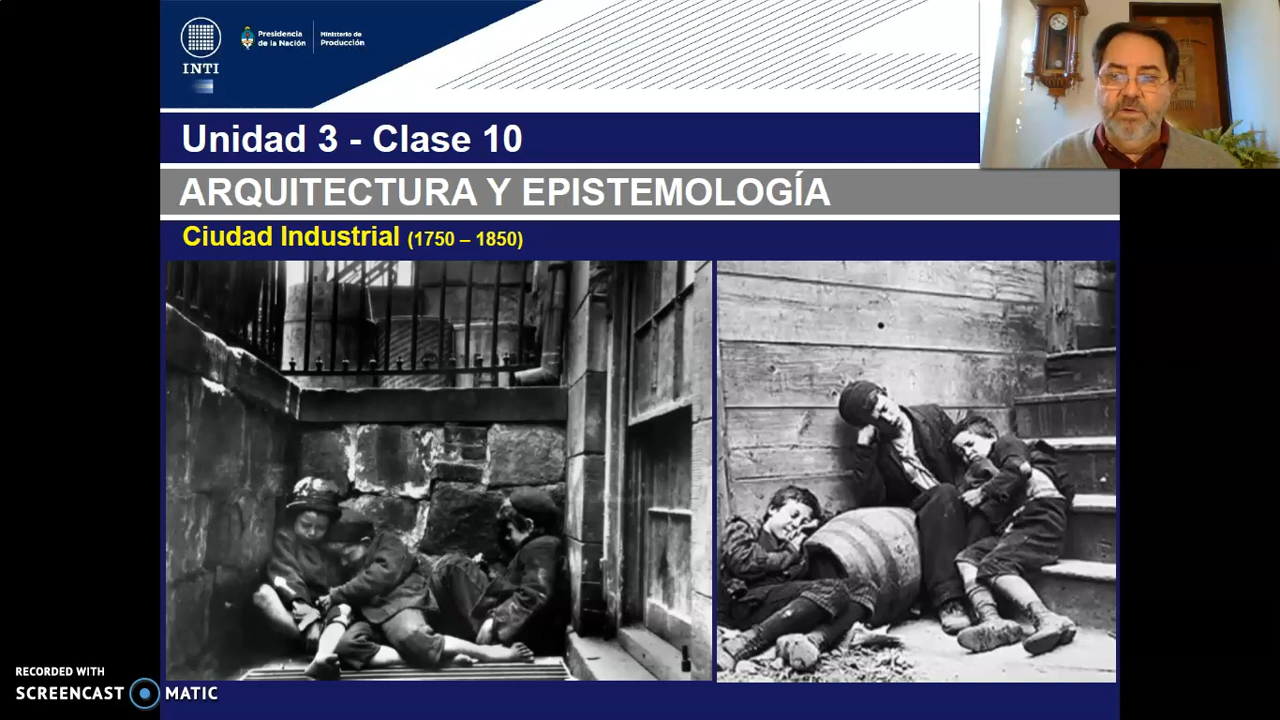 INTI
Presidencia
de la Nación
Ministerio de
Producción
Unidad 3 - Clase 10
ARQUITECTURA Y EPISTEMOLOGÍA
Ciudad Industrial (1750 – 1850)
RECORDED WITH
SCREENCAST MATIC